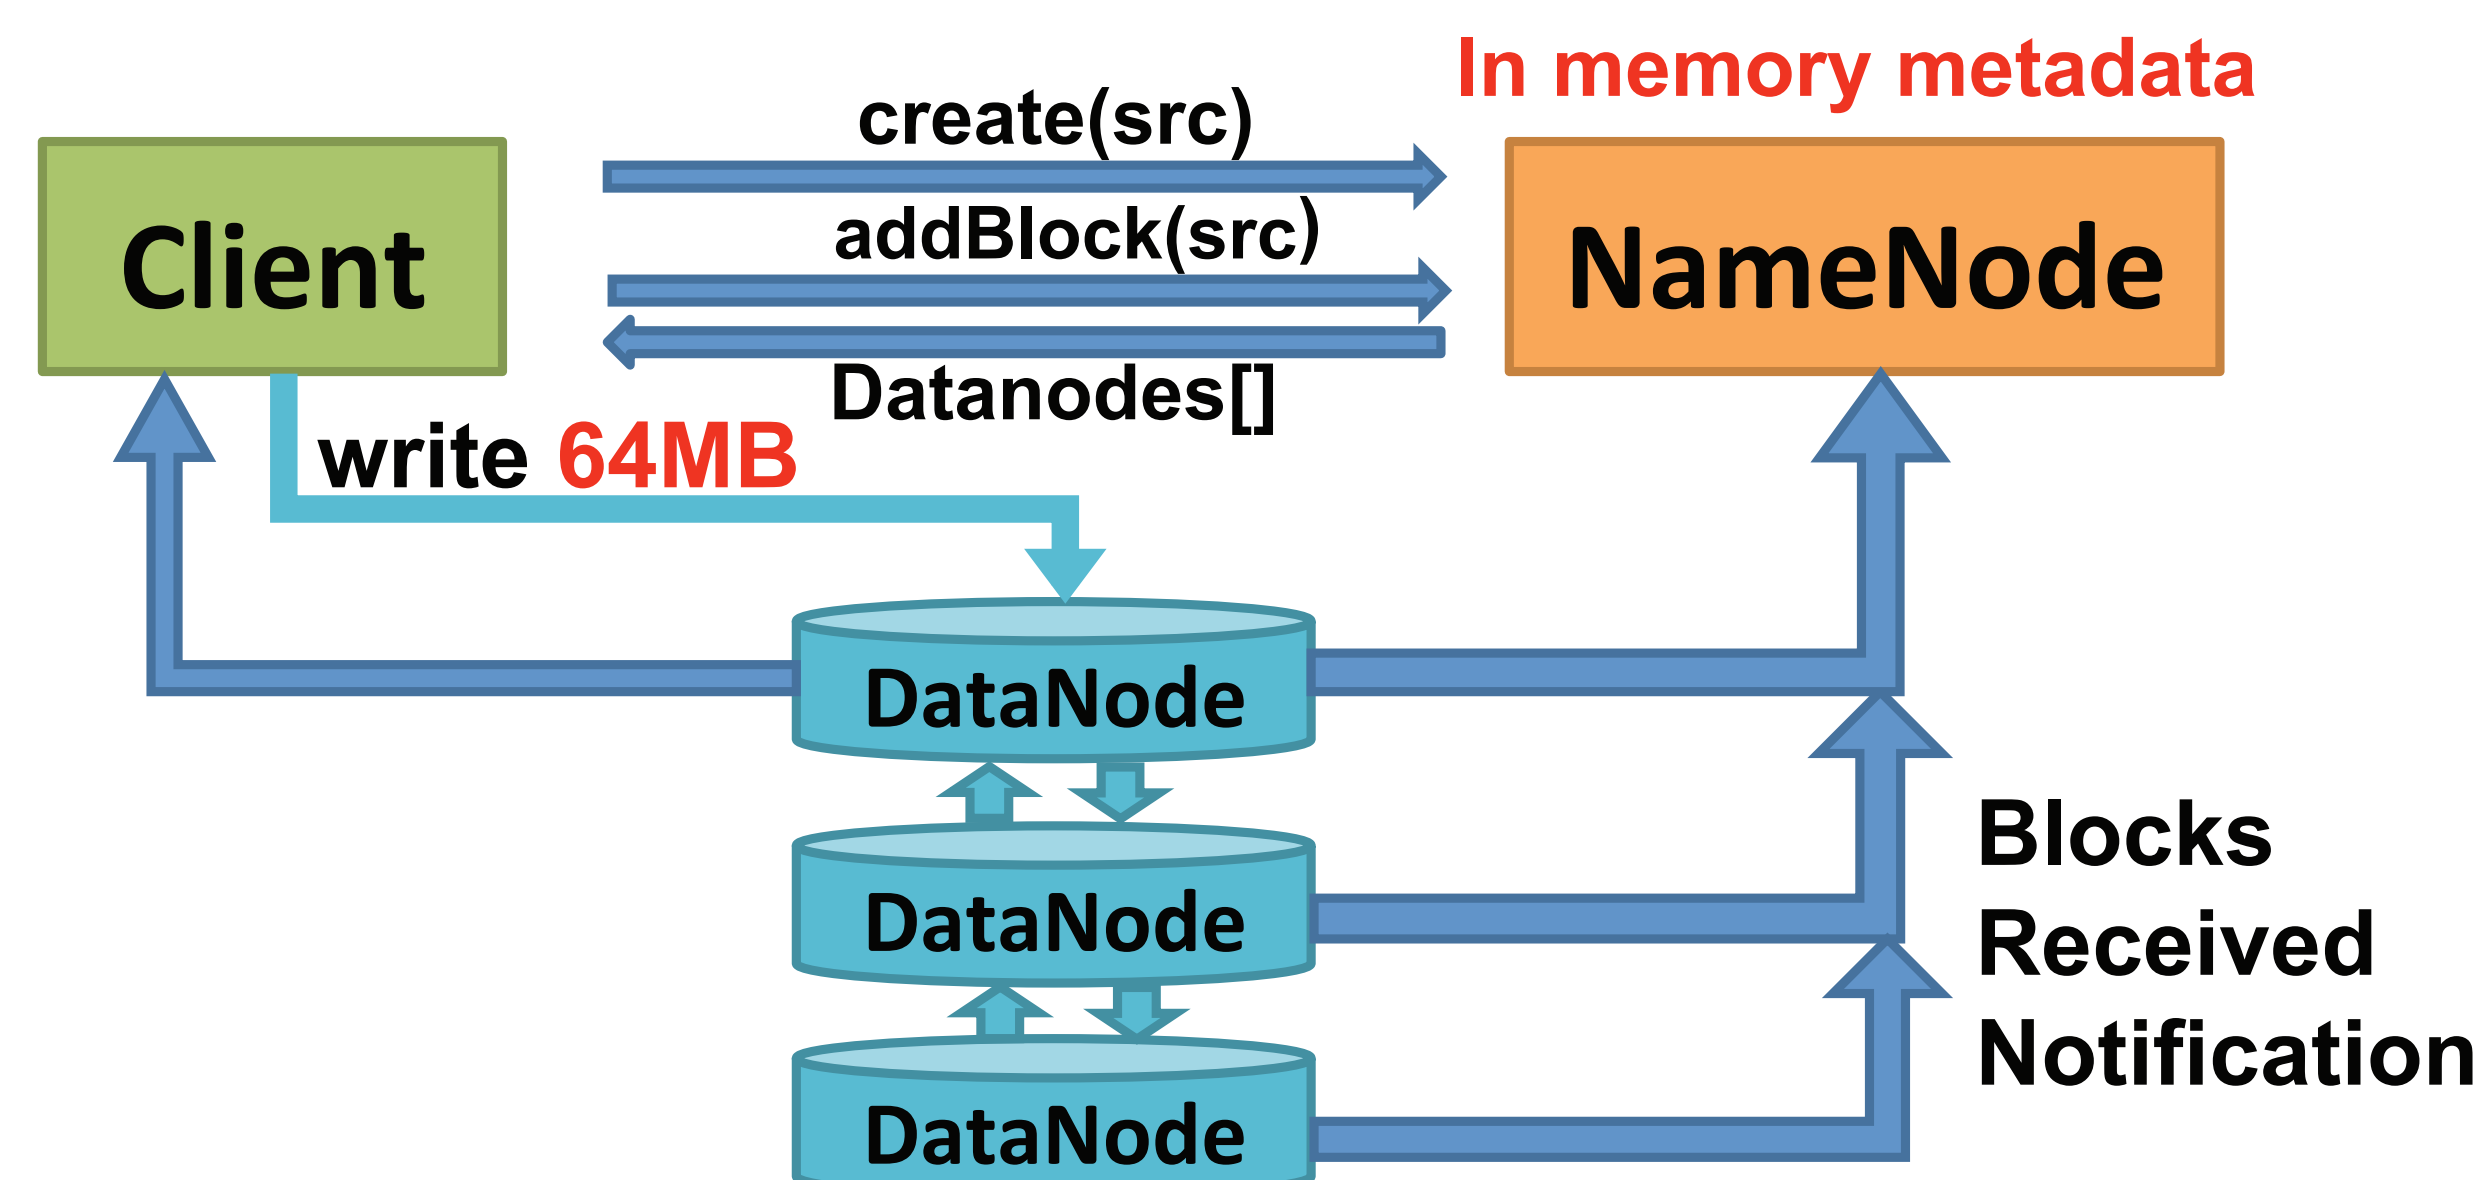 In memory metadata
create(src)
Client
addBlock(src)
NameNode
Datanodes[]
write 64MB
DataNode
Blocks
DataNode
Received
Notification
DataNode